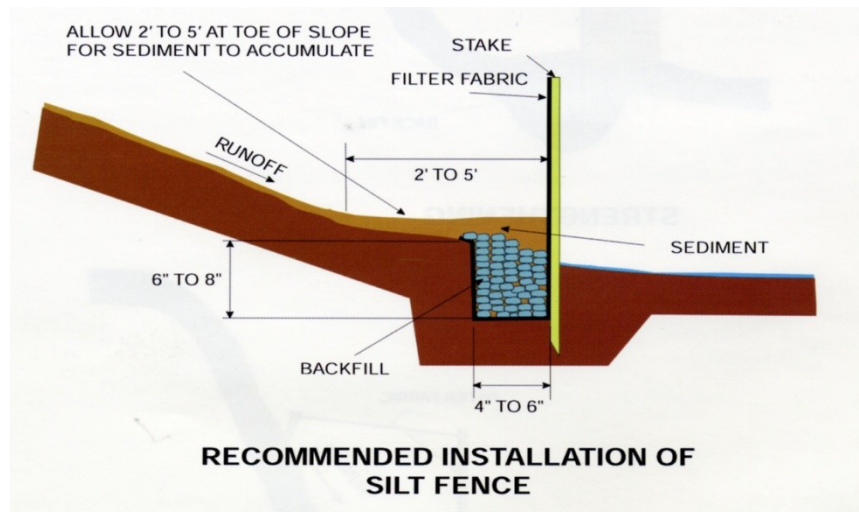 ALLOW 2' TO 5' AT TOE OF SLOPE
FOR SEDIMENT TO ACCUMULATE
STAKE
FILTER FABRIC
RUNOFF
2' TO 5'
SEDIMENT
6" TO 8"
BACKFILL
4" TO 6"
RECOMMENDED INSTALLATION OF
SILT FENCE